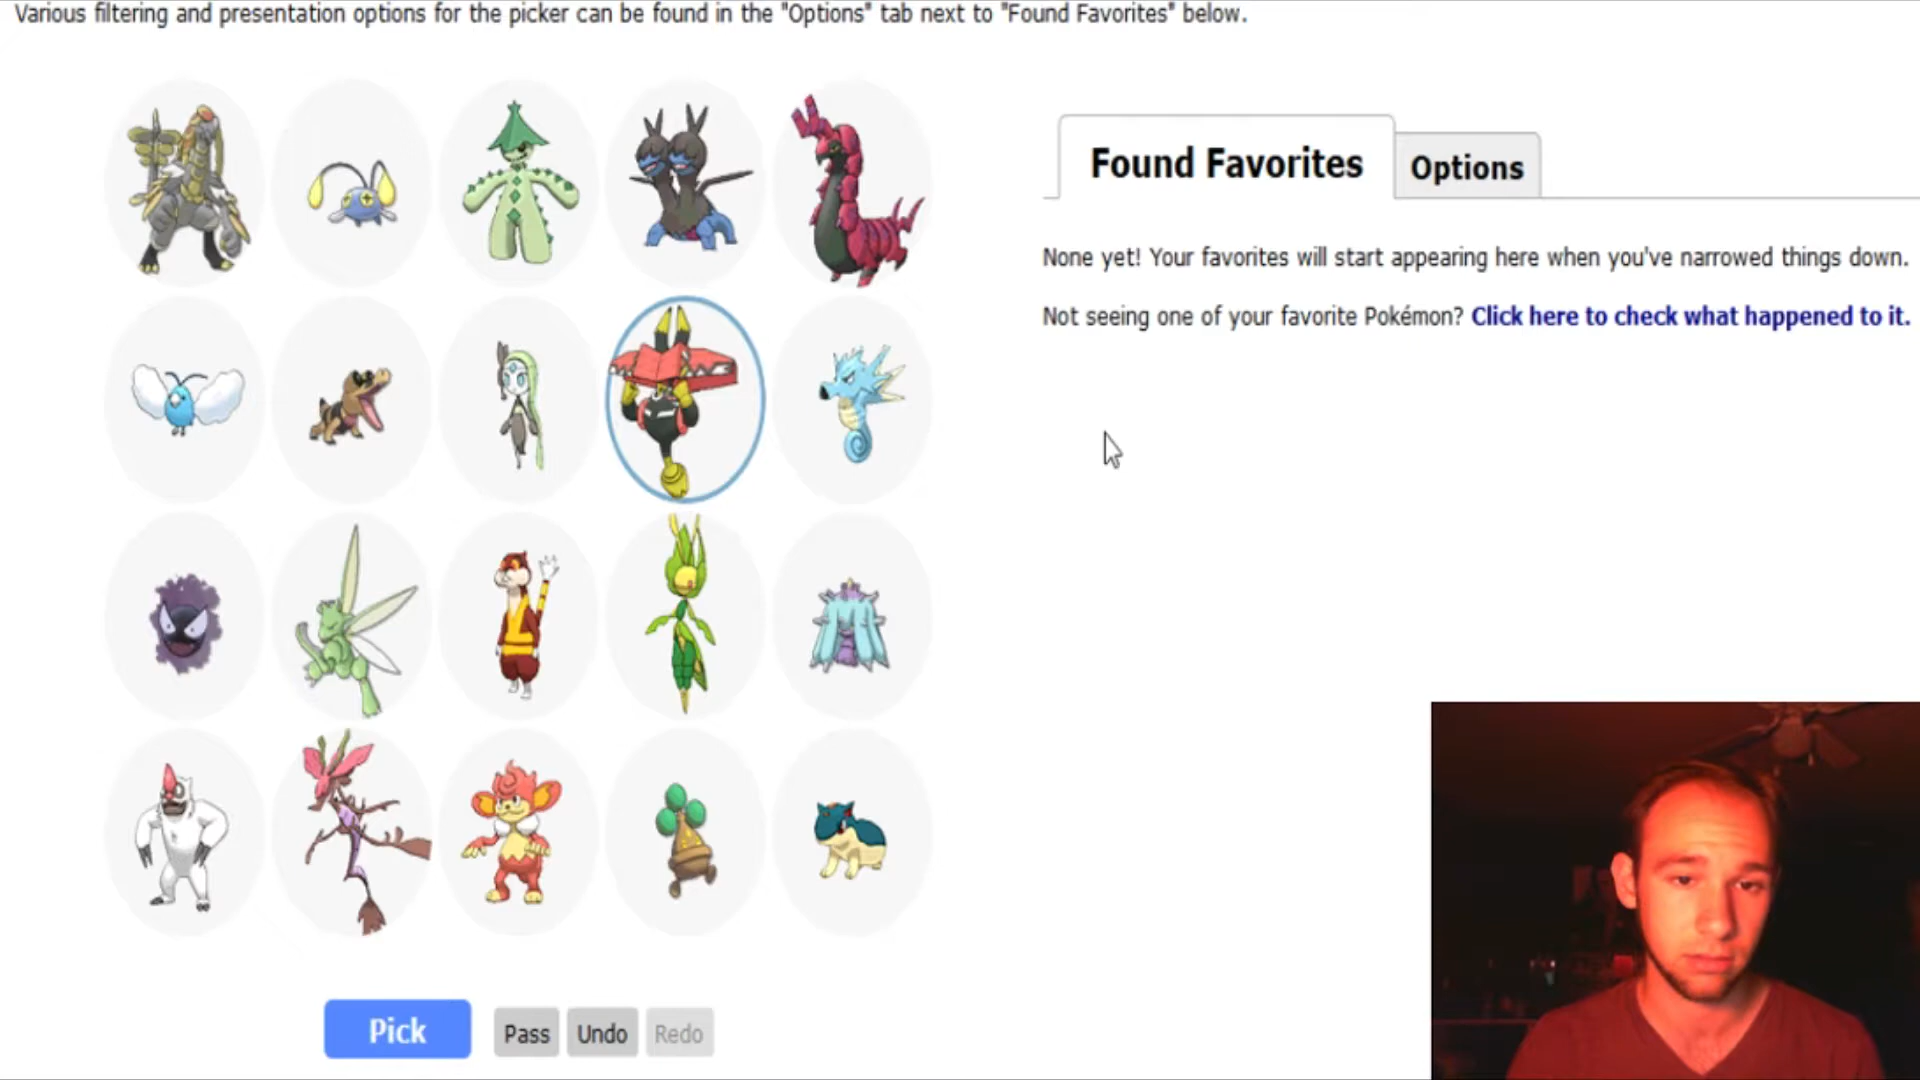 Various filtering and presentation options for the picker can be found in the "Options" tab next to "Found Favorites" below.
Found Favorites
Options
None yet! Your favorites will start appearing here when you've narrowed things down.
Not seeing one of your favorite Pokémon? Click here to check what happened to it.
Pick
Pass
Undo
Redo